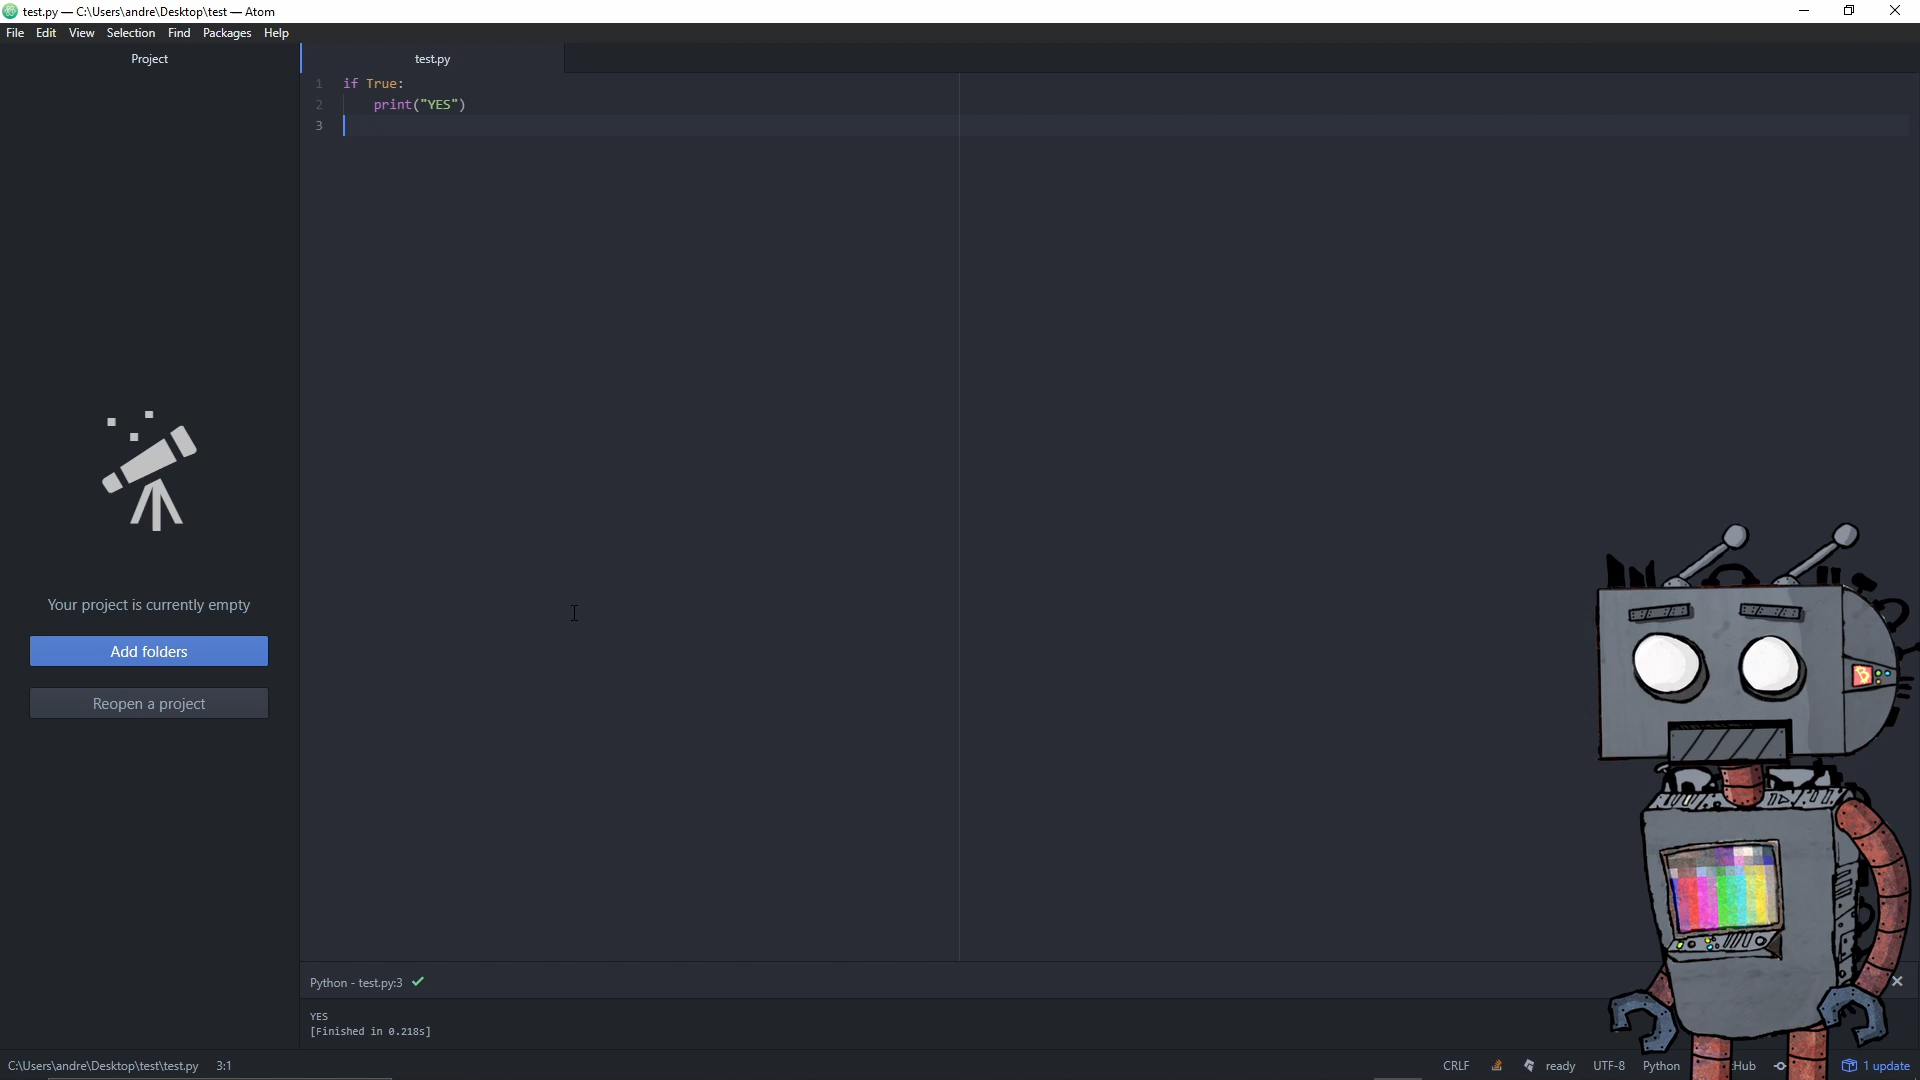 test.py — C:\Users\andre\Desktop\test — Atom
File Edit View Selection Find Packages Help
Project
test.py
1 if True:
2 print("YES")
3
Your project is currently empty
Add folders
Reopen a project
Python - test.py:3
YES
[Finished in 0.218s]
C:\Users\andre\Desktop\test\test.py 3:1 CRLF ready UTF-8 Python Hub 1 update